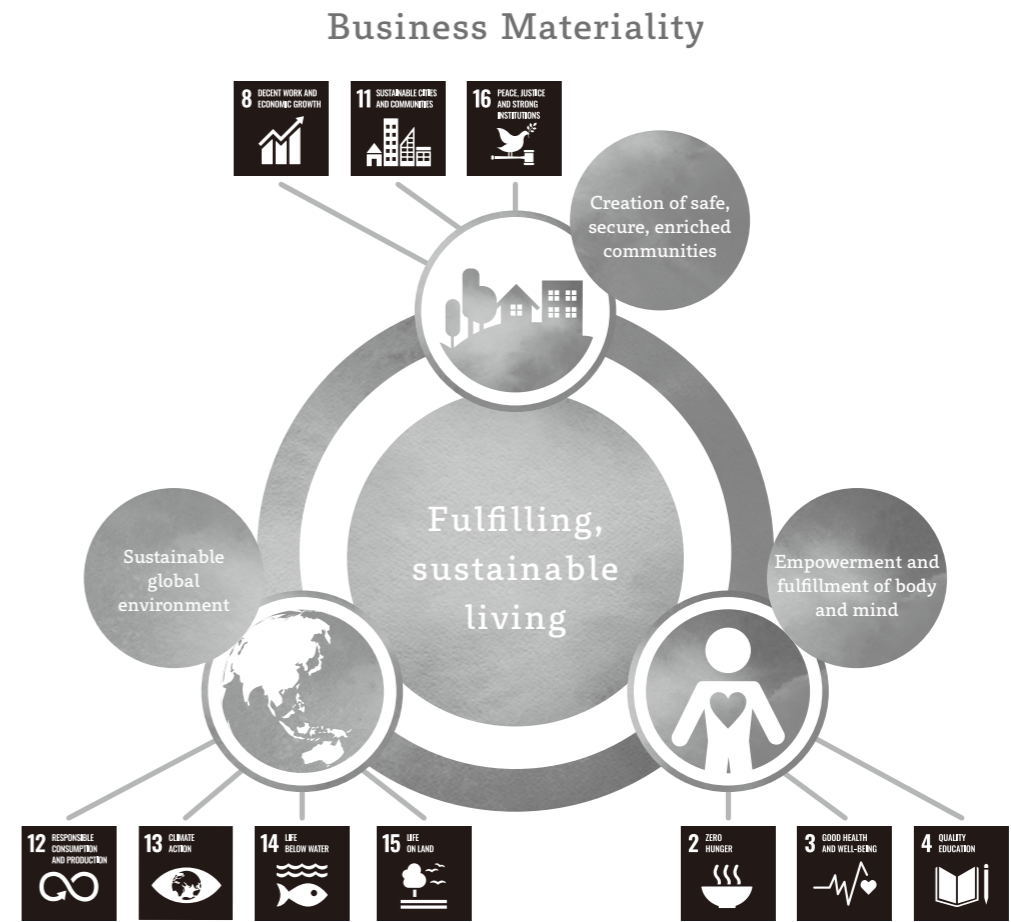 Business Materiality
8 DECENT WORK AND
ECONOMIC GROWTH
11 SUSTAINABLE CITIES
AND COMMUNITIES
16 PEACE, JUSTICE
AND STRONG
INSTITUTIONS
Creation of safe,
secure, enriched
communities
Fulfilling,
sustainable
living
Sustainable
global
environment
Empowerment and
fulfillment of body
and mind
12 RESPONSIBLE
CONSUMPTION
AND PRODUCTION
13 CLIMATE
ACTION
14 LIFE
BELOW WATER
15 LIFE
ON LAND
2 ZERO
HUNGER
3 GOOD HEALTH
AND WELL-BEING
4 QUALITY
EDUCATION